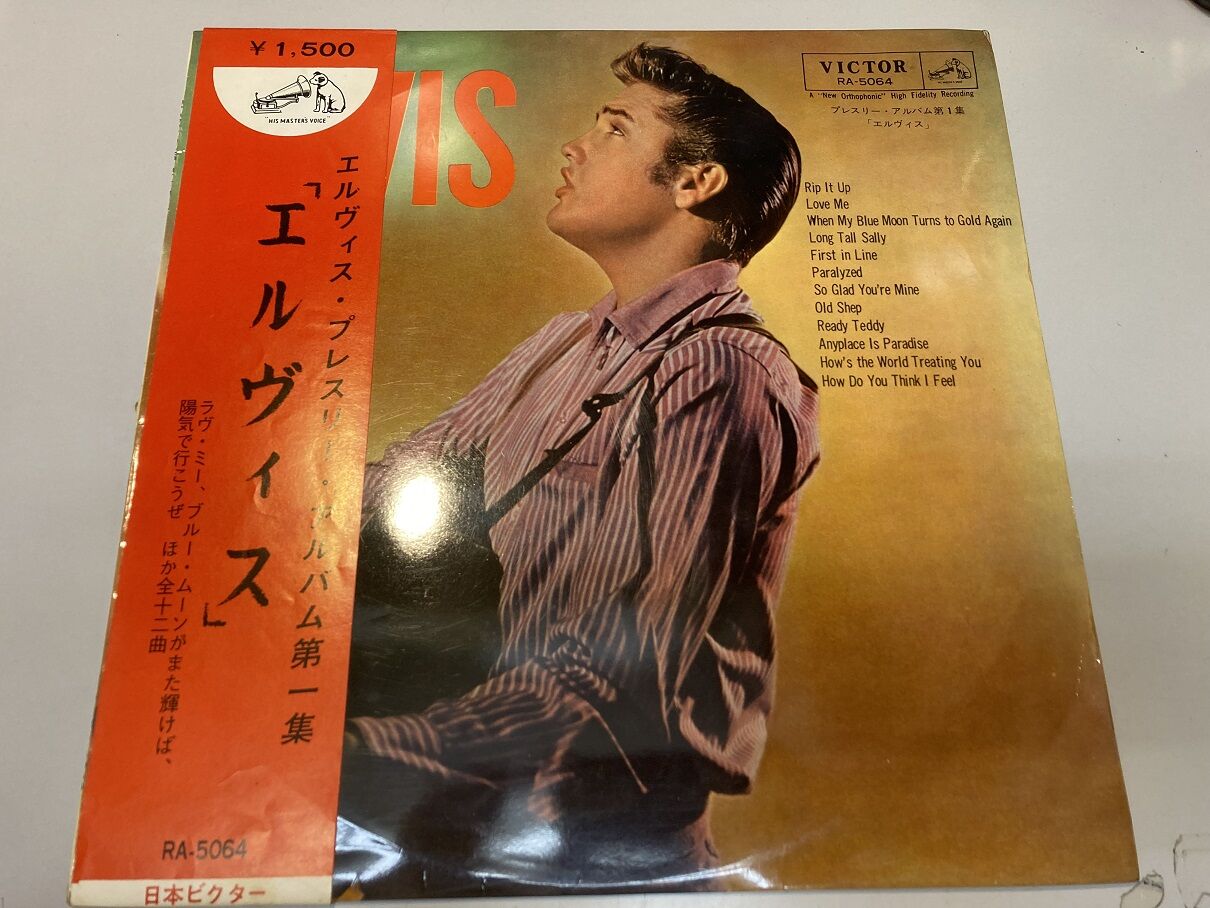 ¥1,500
"HIS MASTER'S VOICE"
エルヴィス・プレスリー・アルバム第一集
「エルヴィス」
ラヴ・ミー、ブルー・ムーンがまた輝けば、
陽気で行こうぜ ほか全十二曲
RA-5064
日本ビクター
VIS
VICTOR
RA-5064
A "New Orthophonic" High Fidelity Recording
プレスリー・アルバム第1集
「エルヴィス」
Rip It Up
Love Me
When My Blue Moon Turns to Gold Again
Long Tall Sally
First in Line
Paralyzed
So Glad You're Mine
Old Shep
Ready Teddy
Anyplace Is Paradise
How's the World Treating You
How Do You Think I Feel